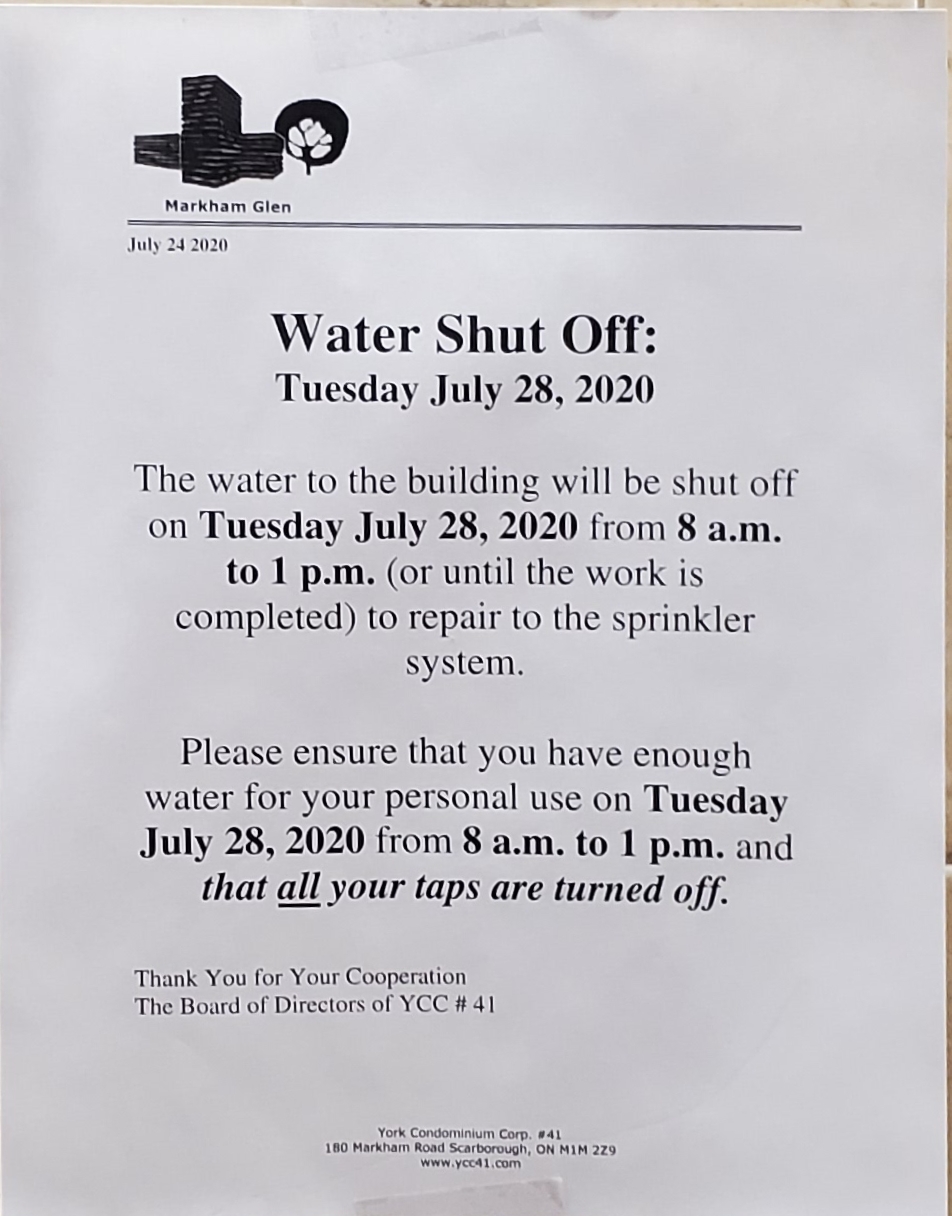 Markham Glen
July 24 2020
Water Shut Off:
Tuesday July 28, 2020
The water to the building will be shut off
on Tuesday July 28, 2020 from 8 a.m.
to 1 p.m. (or until the work is
completed) to repair to the sprinkler
system.
Please ensure that you have enough
water for your personal use on Tuesday
July 28, 2020 from 8 a.m. to 1 p.m. and
that all your taps are turned off.
Thank You for Your Cooperation
The Board of Directors of YCC # 41
York Condominium Corp. #41
180 Markham Road Scarborough, ON M1M 2Z9
www.ycc41.com